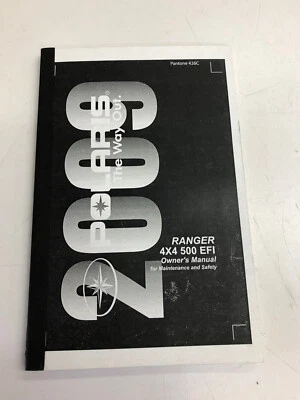 Pantone 436C
2009
POLARIS
The Way Out.
RANGER
4X4 500 EFI
Owner's Manual
for Maintenance and Safety